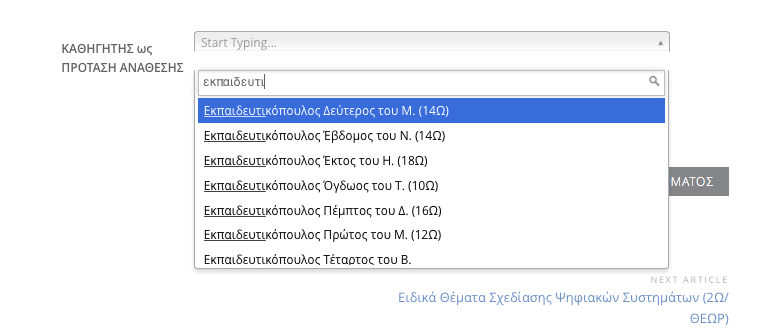 ΚΑΘΗΓΗΤΗΣ ως
ΠΡΟΤΑΣΗ ΑΝΑΘΕΣΗΣ
Start Typing...
εκπαιδευτι
Εκπαιδευτικόπουλος Δεύτερος του Μ. (14Ω)
Εκπαιδευτικόπουλος Έβδομος του Ν. (14Ω)
Εκπαιδευτικόπουλος Έκτος του Η. (18Ω)
Εκπαιδευτικόπουλος Όγδωος του Τ. (10Ω)
Εκπαιδευτικόπουλος Πέμπτος του Δ. (16Ω)
Εκπαιδευτικόπουλος Πρώτος του Μ. (12Ω)
Εκπαιδευτικόπουλος Τέταρτος του Β.
ΜΑΤΟΣ
NEXT ARTICLE
Ειδικά Θέματα Σχεδίασης Ψηφιακών Συστημάτων (2Ω/
ΘΕΩΡ)